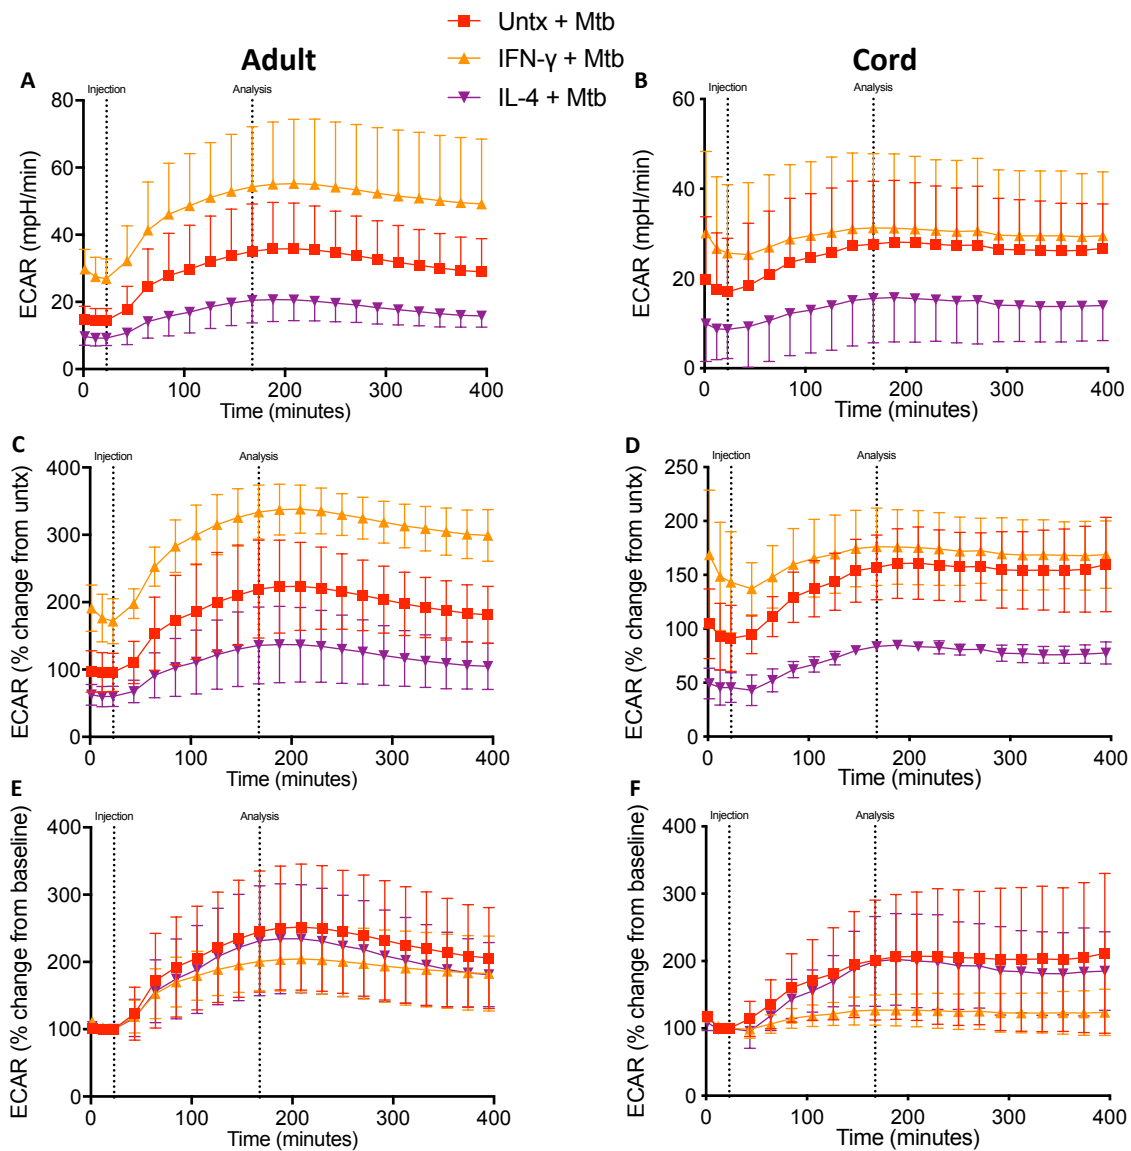 Untx + Mtb
IFN-γ + Mtb
IL-4 + Mtb
Adult
Cord
A
Injection
Analysis
ECAR (mpH/min)
80
60
40
20
0
0 100 200 300 400
Time (minutes)
B
Injection
Analysis
ECAR (mpH/min)
60
40
20
0
0 100 200 300 400
Time (minutes)
C
Injection
Analysis
ECAR (% change from untx)
400
300
200
100
0
0 100 200 300 400
Time (minutes)
D
Injection
Analysis
ECAR (% change from untx)
250
200
150
100
50
0
0 100 200 300 400
Time (minutes)
E
Injection
Analysis
ECAR (% change from baseline)
400
300
200
100
0
0 100 200 300 400
Time (minutes)
F
Injection
Analysis
ECAR (% change from baseline)
400
300
200
100
0
0 100 200 300 400
Time (minutes)